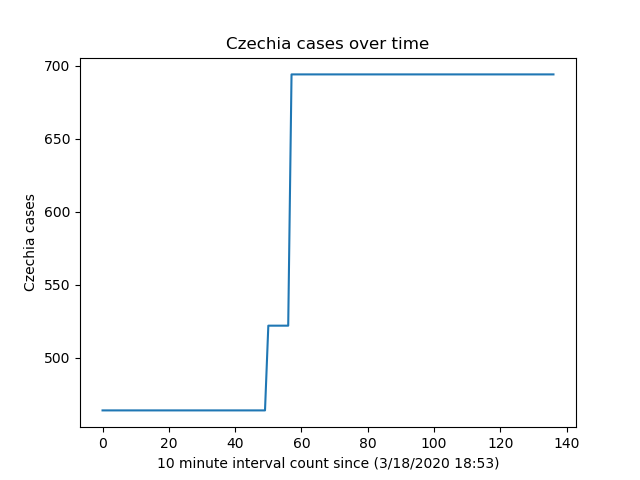 Czechia cases over time
700
650
600
550
500
Czechia cases
0 20 40 60 80 100 120 140
10 minute interval count since (3/18/2020 18:53)